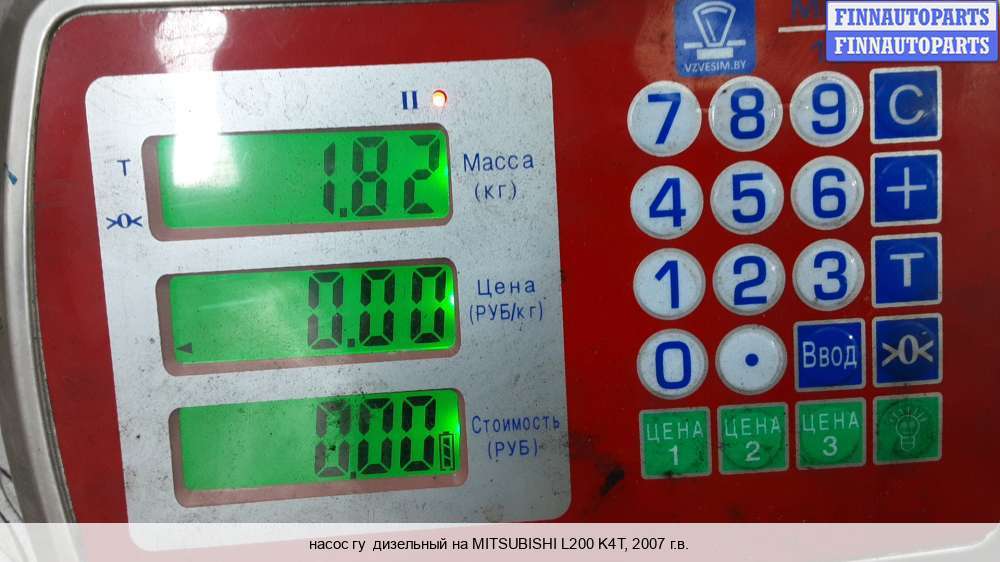 FINNAUTOPARTS
FINNAUTOPARTS
VZVESIM.BY
II
T
1.82
Масса
(кг)
>0<
0.00
Цена
(РУБ/кг)
0.00
Стоимость
(РУБ)
7 8 9 C
4 5 6 +
1 2 3 T
0 . Ввод >0<
ЦЕНА 1
ЦЕНА 2
ЦЕНА 3
насос гу дизельный на MITSUBISHI L200 K4T, 2007 г.в.